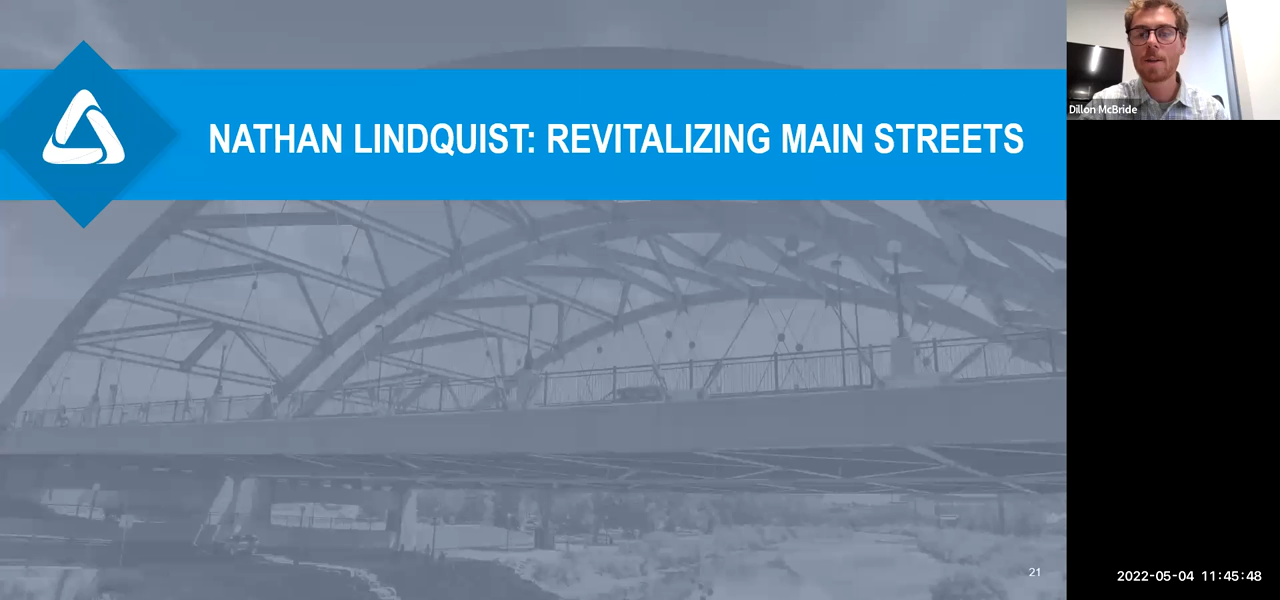 NATHAN LINDQUIST: REVITALIZING MAIN STREETS
Dillon McBride
21
2022-05-04 11:45:48